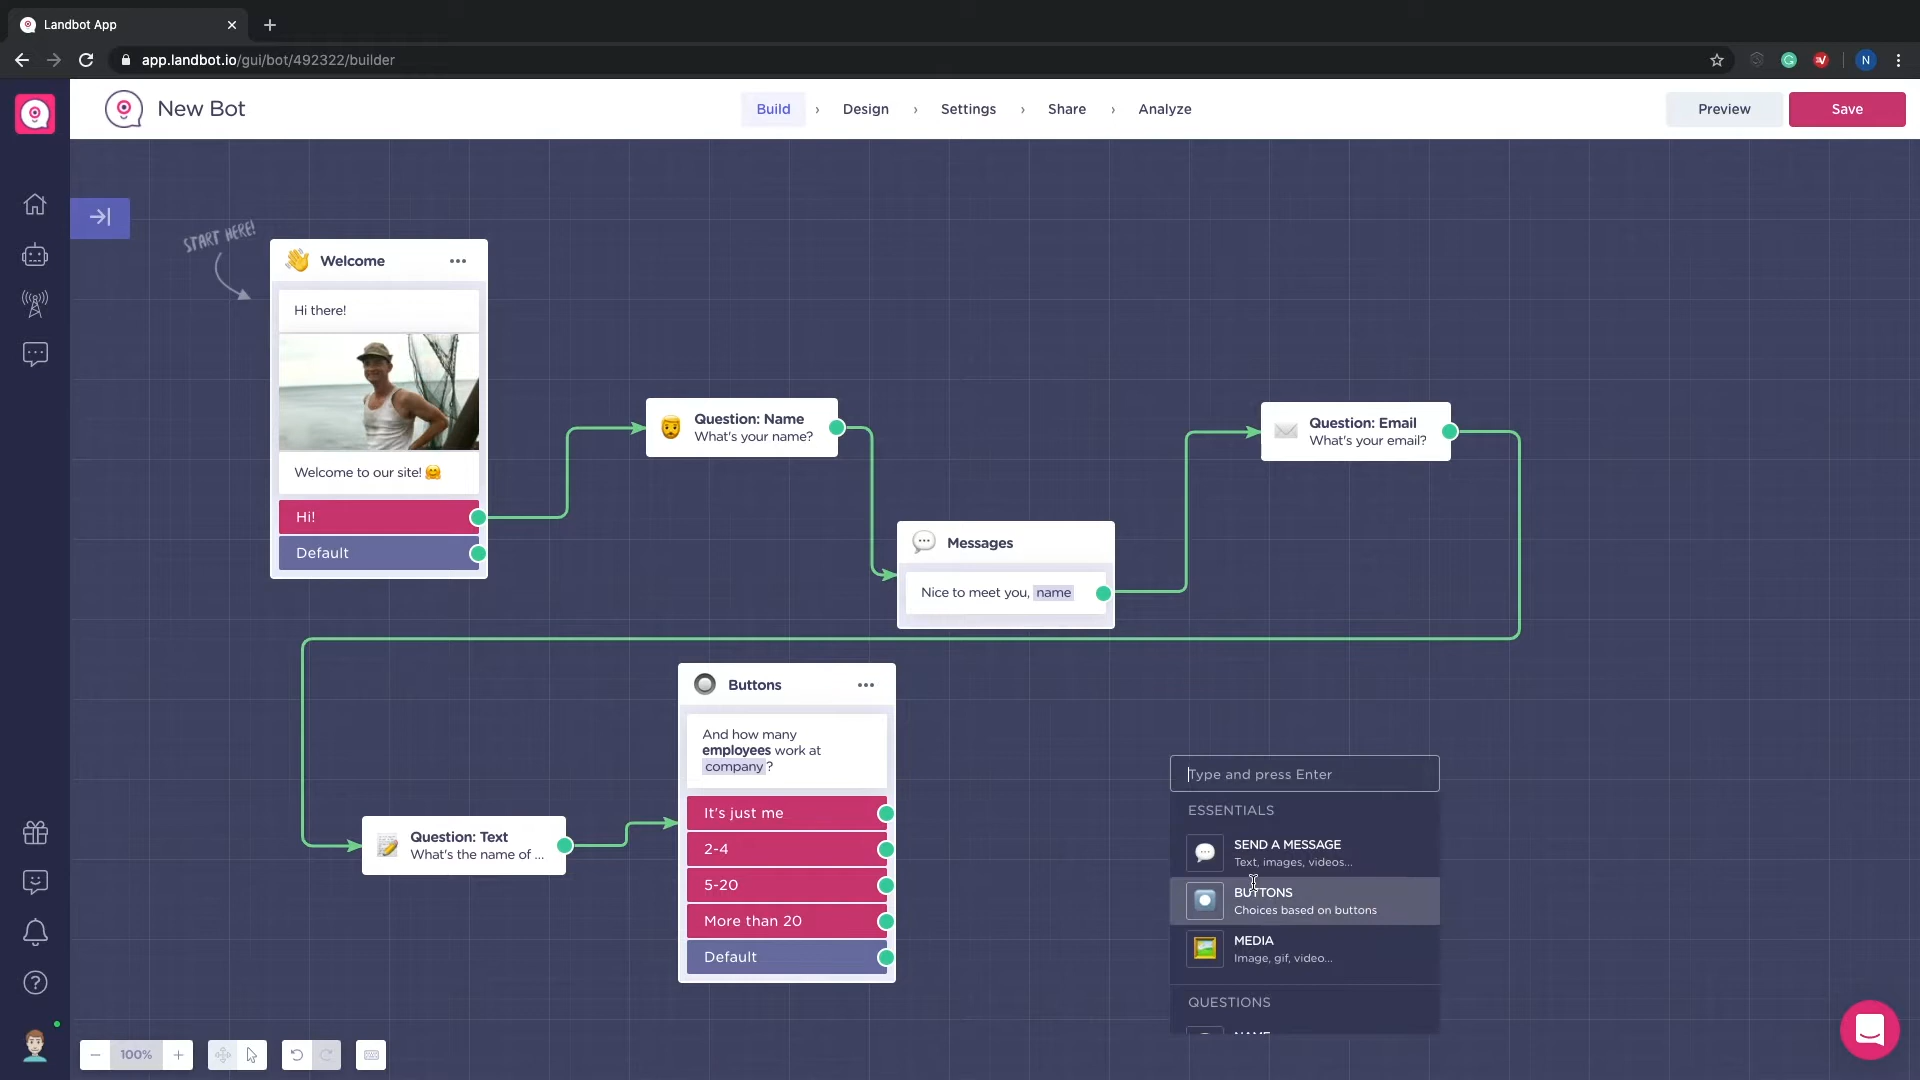 Landbot App
app.landbot.io/gui/bot/492322/builder
N
New Bot
Build
Design
Settings
Share
Analyze
Preview
Save
START HERE!
Welcome
Hi there!
Welcome to our site! 🤗
Hi!
Default
Question: Name
What's your name?
Messages
Nice to meet you, name
Question: Email
What's your email?
Question: Text
What's the name of ...
Buttons
And how many
employees work at
company ?
It's just me
2-4
5-20
More than 20
Default
Type and press Enter
ESSENTIALS
SEND A MESSAGE
Text, images, videos...
BUTTONS
Choices based on buttons
MEDIA
Image, gif, video...
QUESTIONS
NAME
100%